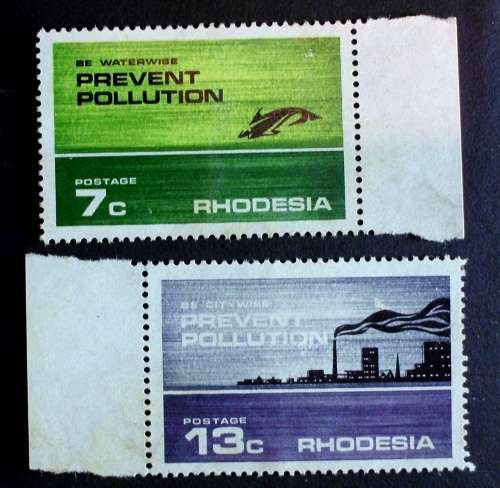 BE WATERWISE
PREVENT
POLLUTION
POSTAGE
7c RHODESIA
BE CITYWISE
PREVENT
POLLUTION
POSTAGE
13c RHODESIA